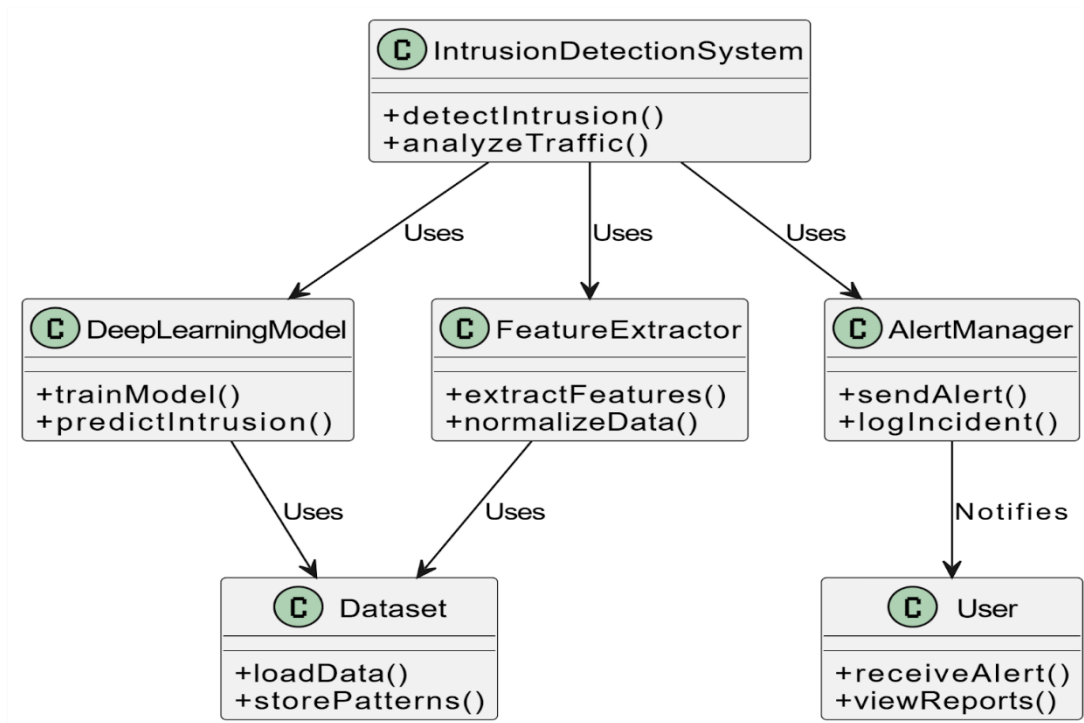 C IntrusionDetectionSystem
+detectIntrusion()
+analyzeTraffic()
Uses Uses Uses
C DeepLearningModel
+trainModel()
+predictIntrusion()
C FeatureExtractor
+extractFeatures()
+normalizeData()
C AlertManager
+sendAlert()
+logIncident()
Uses Uses Notifies
C Dataset
+loadData()
+storePatterns()
C User
+receiveAlert()
+viewReports()